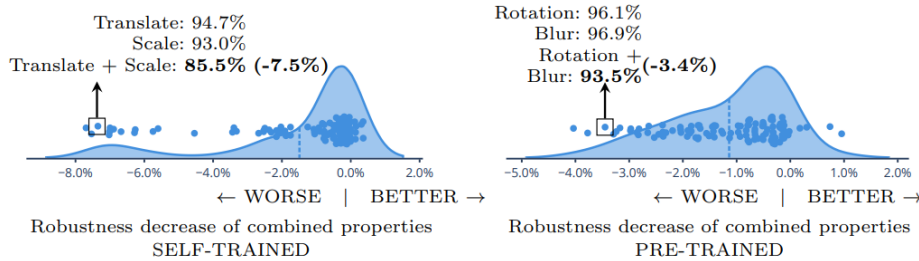 Translate: 94.7%
Scale: 93.0%
Translate + Scale: 85.5% (-7.5%)
-8.0% -6.0% -4.0% -2.0% 0.0% 2.0%
← WORSE | BETTER →
Robustness decrease of combined properties
SELF-TRAINED
Rotation: 96.1%
Blur: 96.9%
Rotation +
Blur: 93.5% (-3.4%)
-5.0% -4.0% -3.0% -2.0% -1.0% 0.0% 1.0% 2.0%
← WORSE | BETTER →
Robustness decrease of combined properties
PRE-TRAINED